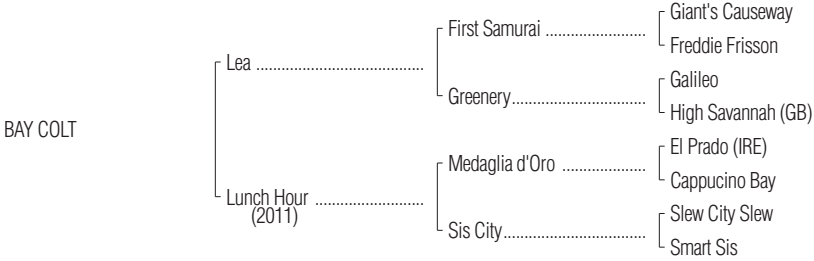 Giant's Causeway
First Samurai ........................
Freddie Frisson
Lea ........................................
Galileo
Greenery................................
High Savannah (GB)
BAY COLT
El Prado (IRE)
Medaglia d'Oro ....................
Cappucino Bay
Lunch Hour ..........................
(2011)
Slew City Slew
Sis City..................................
Smart Sis